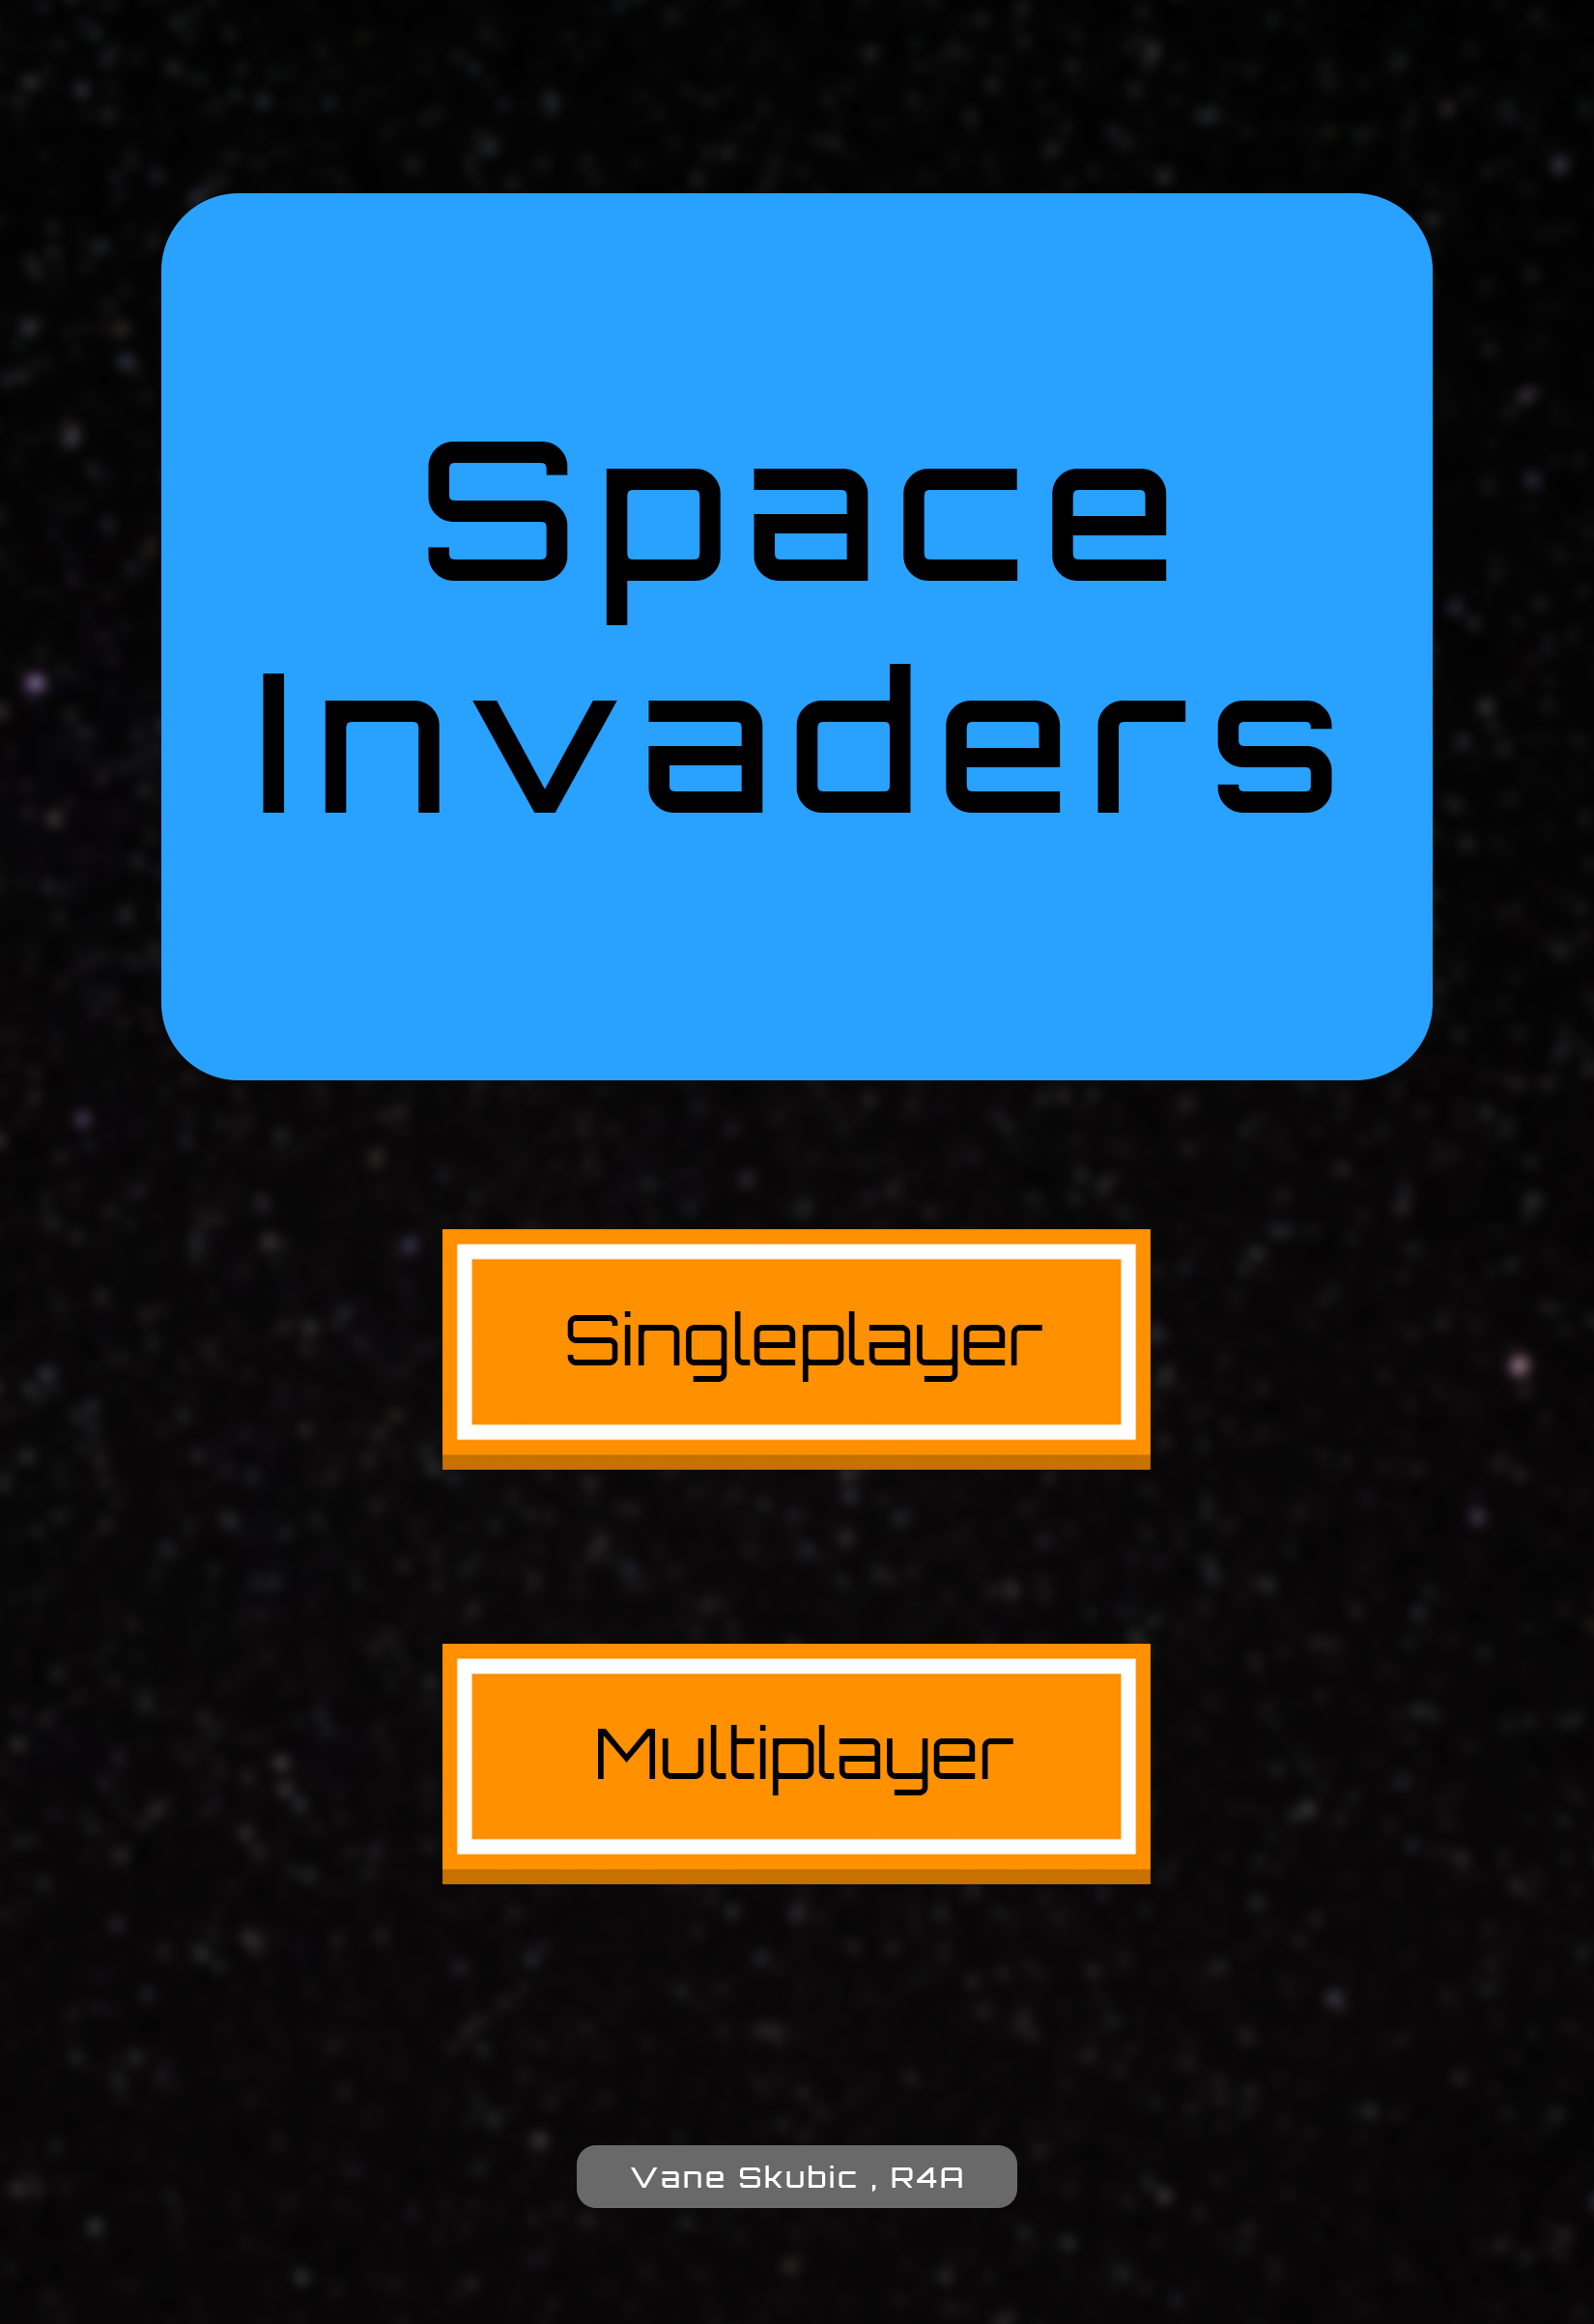 Space
Invaders
Singleplayer
Multiplayer
Vane Skubic , R4A